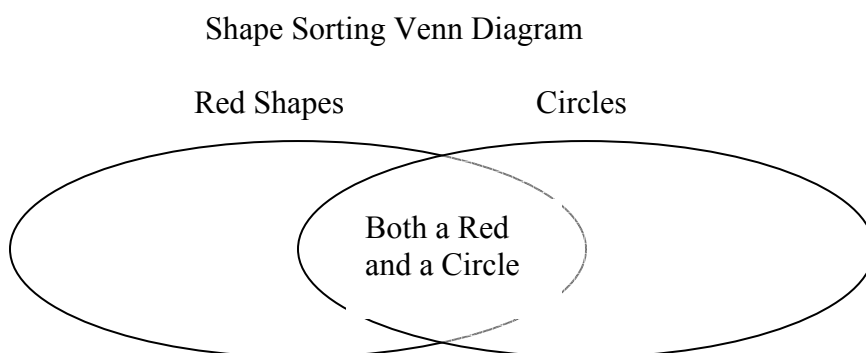 Shape Sorting Venn Diagram
Red Shapes
Circles
Both a Red
and a Circle